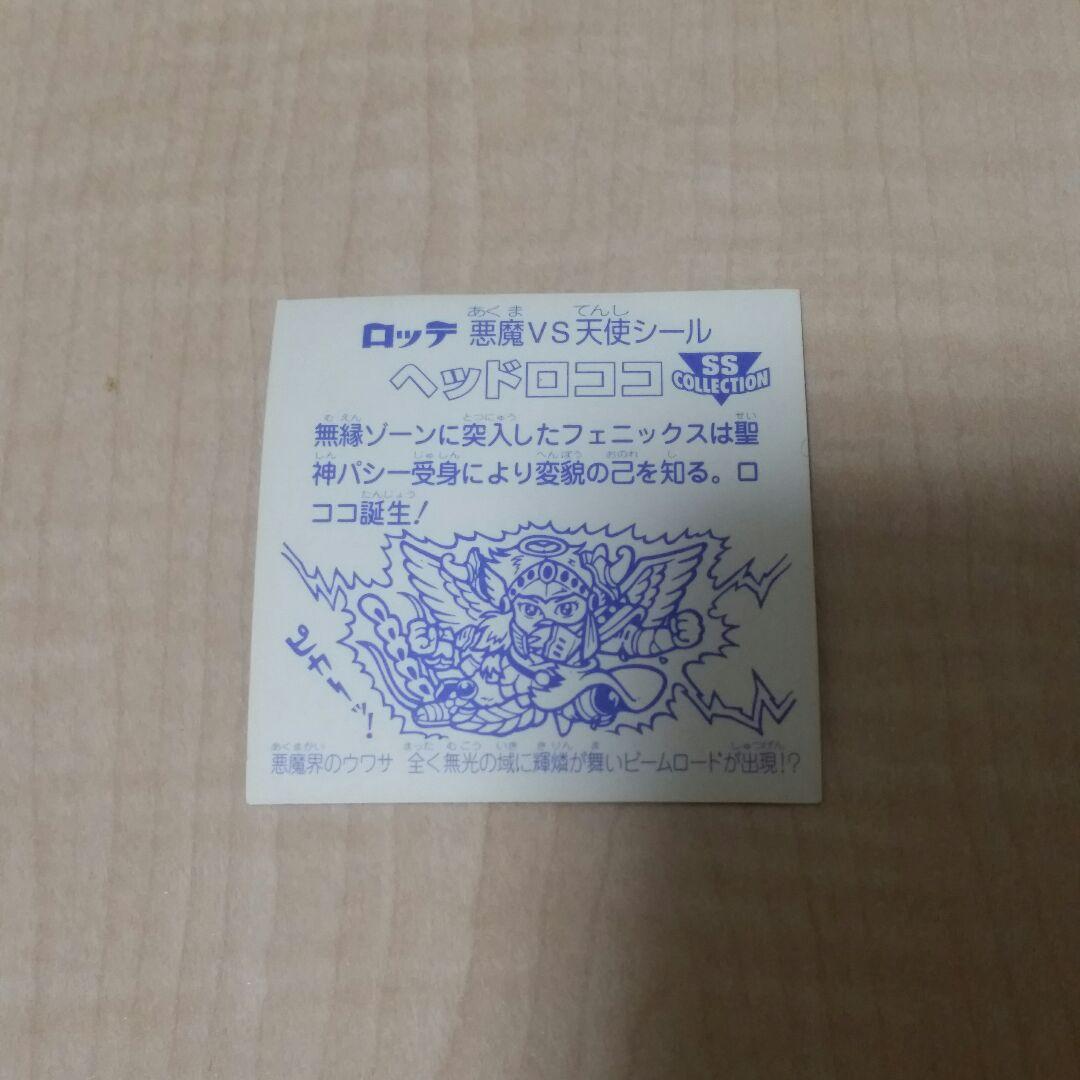 ロッテ 悪魔VS天使シール
あくま てんし
ヘッドロココ SS COLLECTION
むえん とつにゅう せい
無縁ゾーンに突入したフェニックスは聖
しん じゅしん へんぼう おのれ し
神パシー受身により変貌の己を知る。ロ
たんじょう
ココ誕生!
ピカーッ!
あくまかい まった むこう いき きりん ま しゅつげん
悪魔界のウワサ 全く無光の域に輝燐が舞いビームロードが出現!?